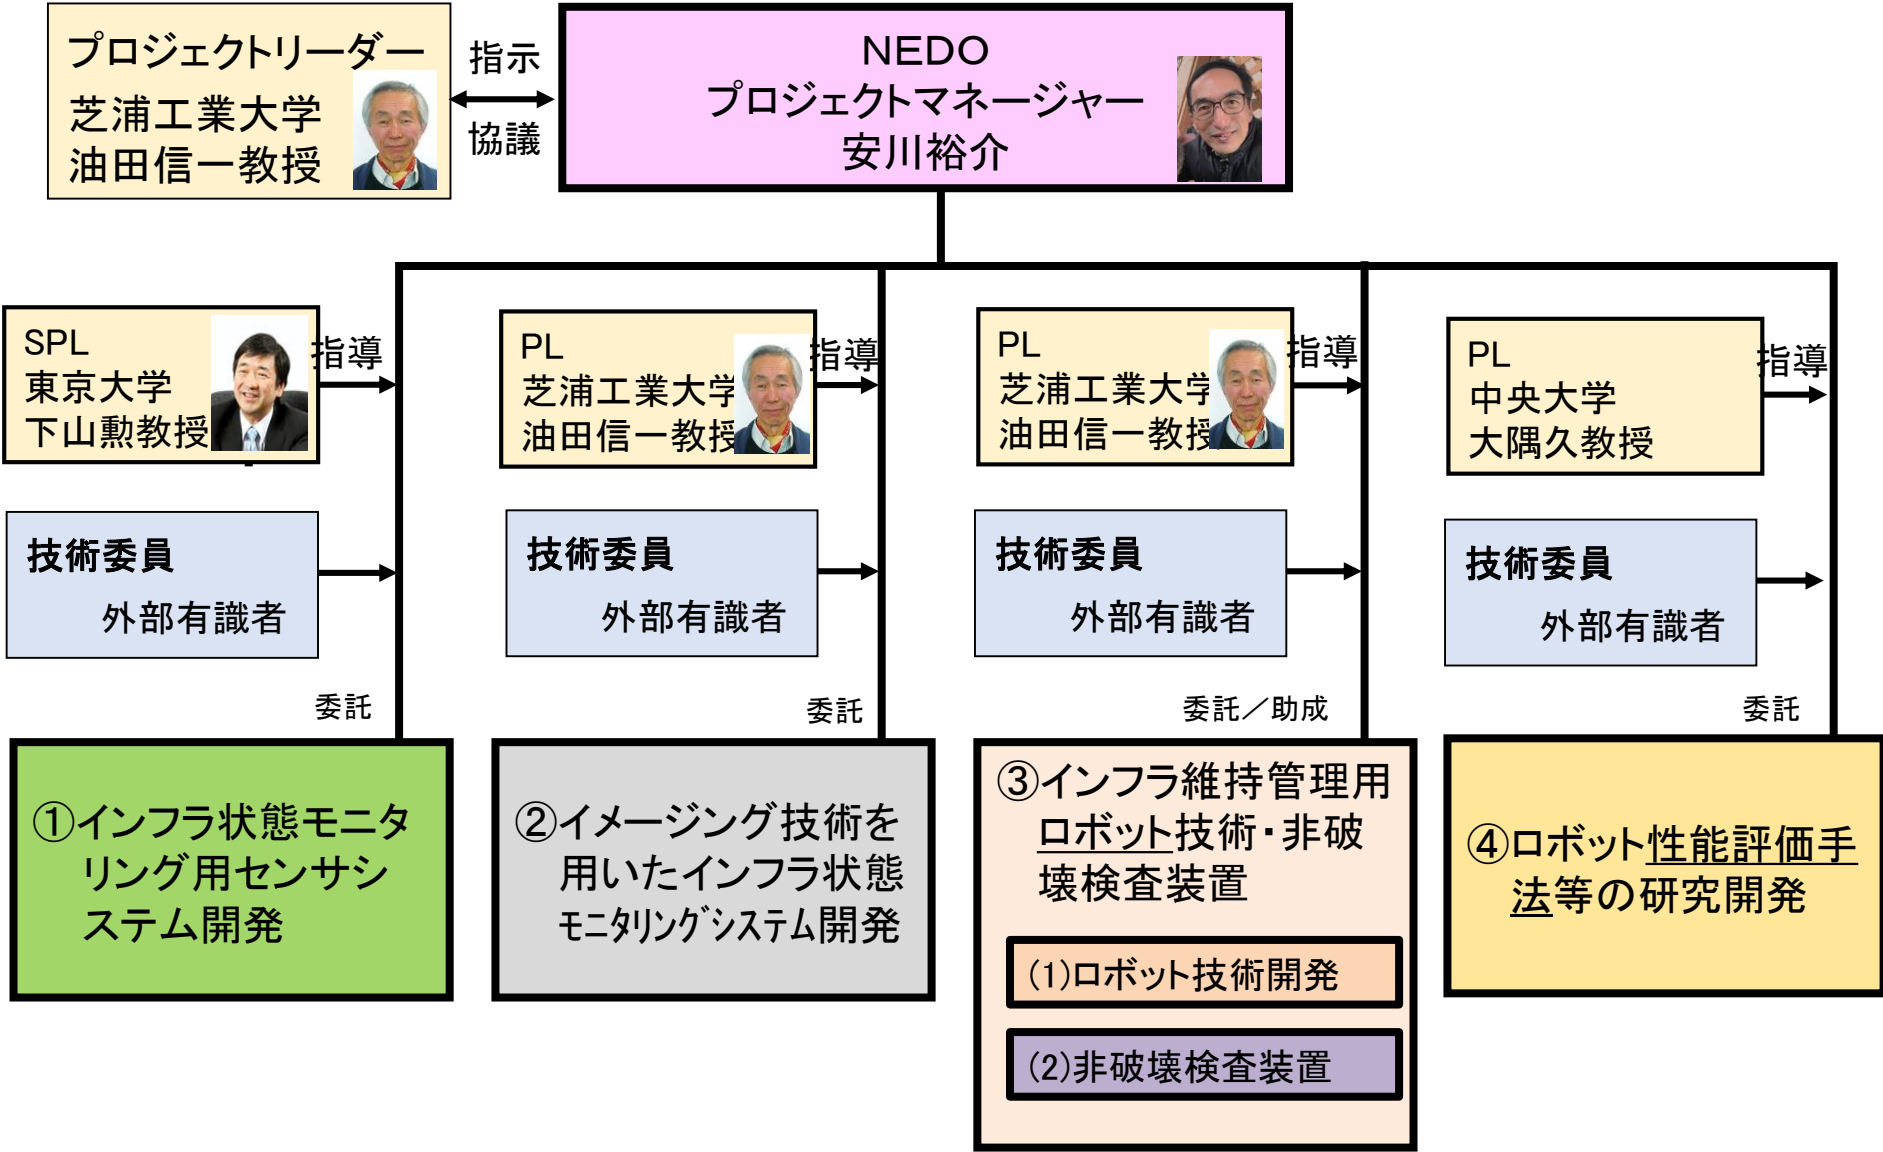 プロジェクトリーダー
芝浦工業大学
油田信一教授
指示
協議
NEDO
プロジェクトマネージャー
安川裕介
SPL
東京大学
下山勲教授
指導
PL
芝浦工業大学
油田信一教授
指導
PL
芝浦工業大学
油田信一教授
指導
PL
中央大学
大隅久教授
指導
技術委員
外部有識者
技術委員
外部有識者
技術委員
外部有識者
技術委員
外部有識者
委託
委託
委託／助成
委託
①インフラ状態モニタ
リング用センサシ
ステム開発
②イメージング技術を
用いたインフラ状態
ﾓﾆﾀﾘﾝｸﾞｼｽﾃﾑ開発
③インフラ維持管理用
ロボット技術・非破
壊検査装置
(1)ロボット技術開発
(2)非破壊検査装置
④ロボット性能評価手
法等の研究開発